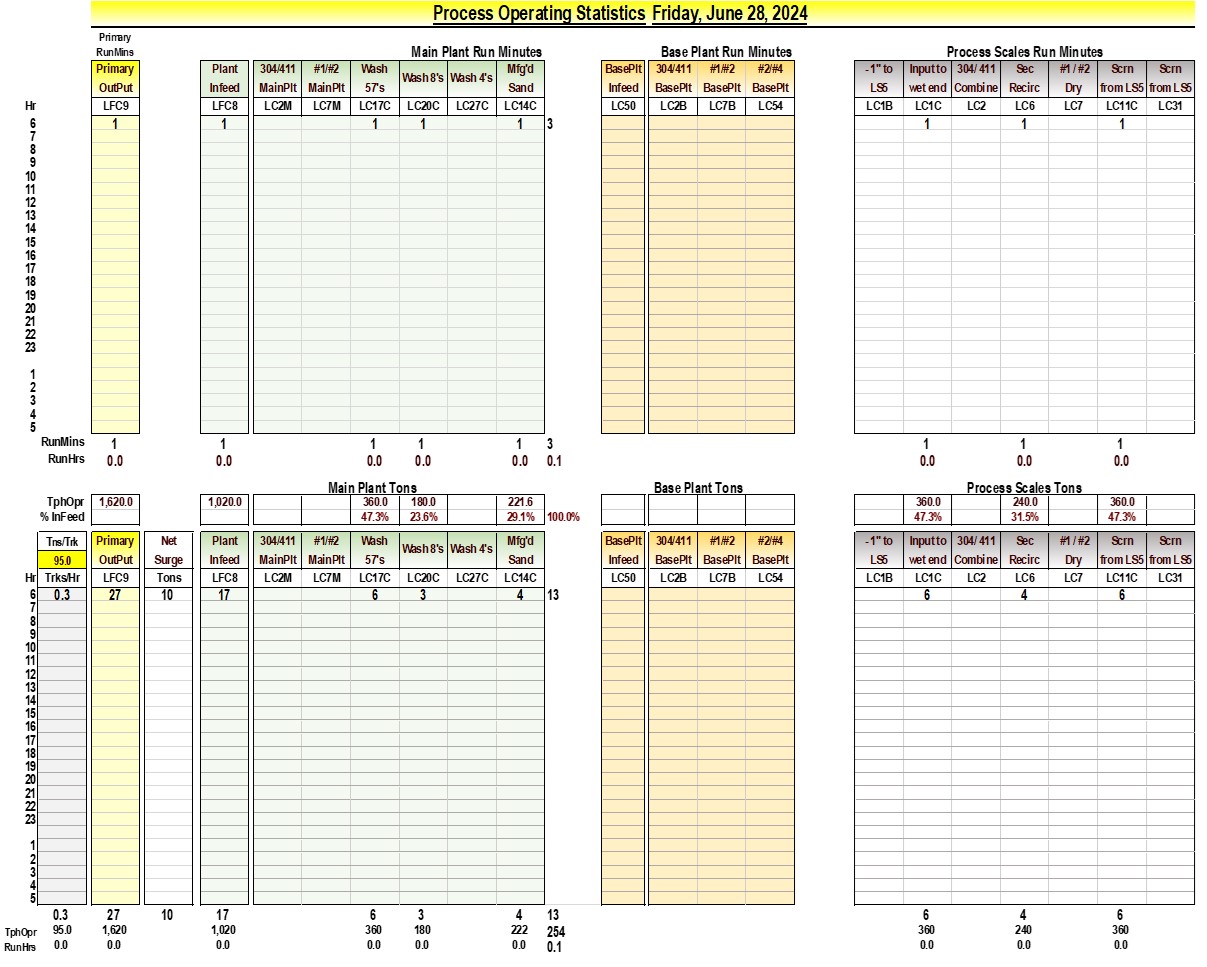 Process Operating Statistics Friday, June 28, 2024
Primary
RunMins Main Plant Run Minutes Base Plant Run Minutes Process Scales Run Minutes
Primary Plant 304/411 #1/#2 Wash Wash 8's Wash 4's Mfg'd BasePlt 304/411 #1/#2 #2/#4 -1" to Input to 304/ 411 Sec #1 / #2 Scrn Scrn
OutPut Infeed MainPlt MainPlt 57's Sand Infeed BasePlt BasePlt BasePlt LS5 wet end Combine Recirc Dry from LS5 from LS5
Hr LFC9 LFC8 LC2M LC7M LC17C LC20C LC27C LC14C LC50 LC2B LC7B LC54 LC1B LC1C LC2 LC6 LC7 LC11C LC31
6 1 1 1 1 1 3 1 1 1
7
8
9
10
11
12
13
14
15
16
17
18
19
20
21
22
23
1
2
3
4
5
RunMins 1 1 1 1 1 3 1 1 1
RunHrs 0.0 0.0 0.0 0.0 0.0 0.1 0.0 0.0 0.0
Main Plant Tons Base Plant Tons Process Scales Tons
TphOpr 1,620.0 1,020.0 360.0 180.0 221.6 360.0 240.0 360.0
% InFeed 47.3% 23.6% 29.1% 100.0% 47.3% 31.5% 47.3%
Tns/Trk Primary Net Plant 304/411 #1/#2 Wash Wash 8's Wash 4's Mfg'd BasePlt 304/411 #1/#2 #2/#4 -1" to Input to 304/ 411 Sec #1 / #2 Scrn Scrn
95.0 OutPut Surge Infeed MainPlt MainPlt 57's Sand Infeed BasePlt BasePlt BasePlt LS5 wet end Combine Recirc Dry from LS5 from LS5
Hr Trks/Hr LFC9 Tons LFC8 LC2M LC7M LC17C LC20C LC27C LC14C LC50 LC2B LC7B LC54 LC1B LC1C LC2 LC6 LC7 LC11C LC31
6 0.3 27 10 17 6 3 4 13 6 4 6
7
8
9
10
11
12
13
14
15
16
17
18
19
20
21
22
23
1
2
3
4
5
0.3 27 10 17 6 3 4 13 6 4 6
TphOpr 95.0 1,620 1,020 360 180 222 254 360 240 360
RunHrs 0.0 0.0 0.0 0.0 0.0 0.0 0.1 0.0 0.0 0.0